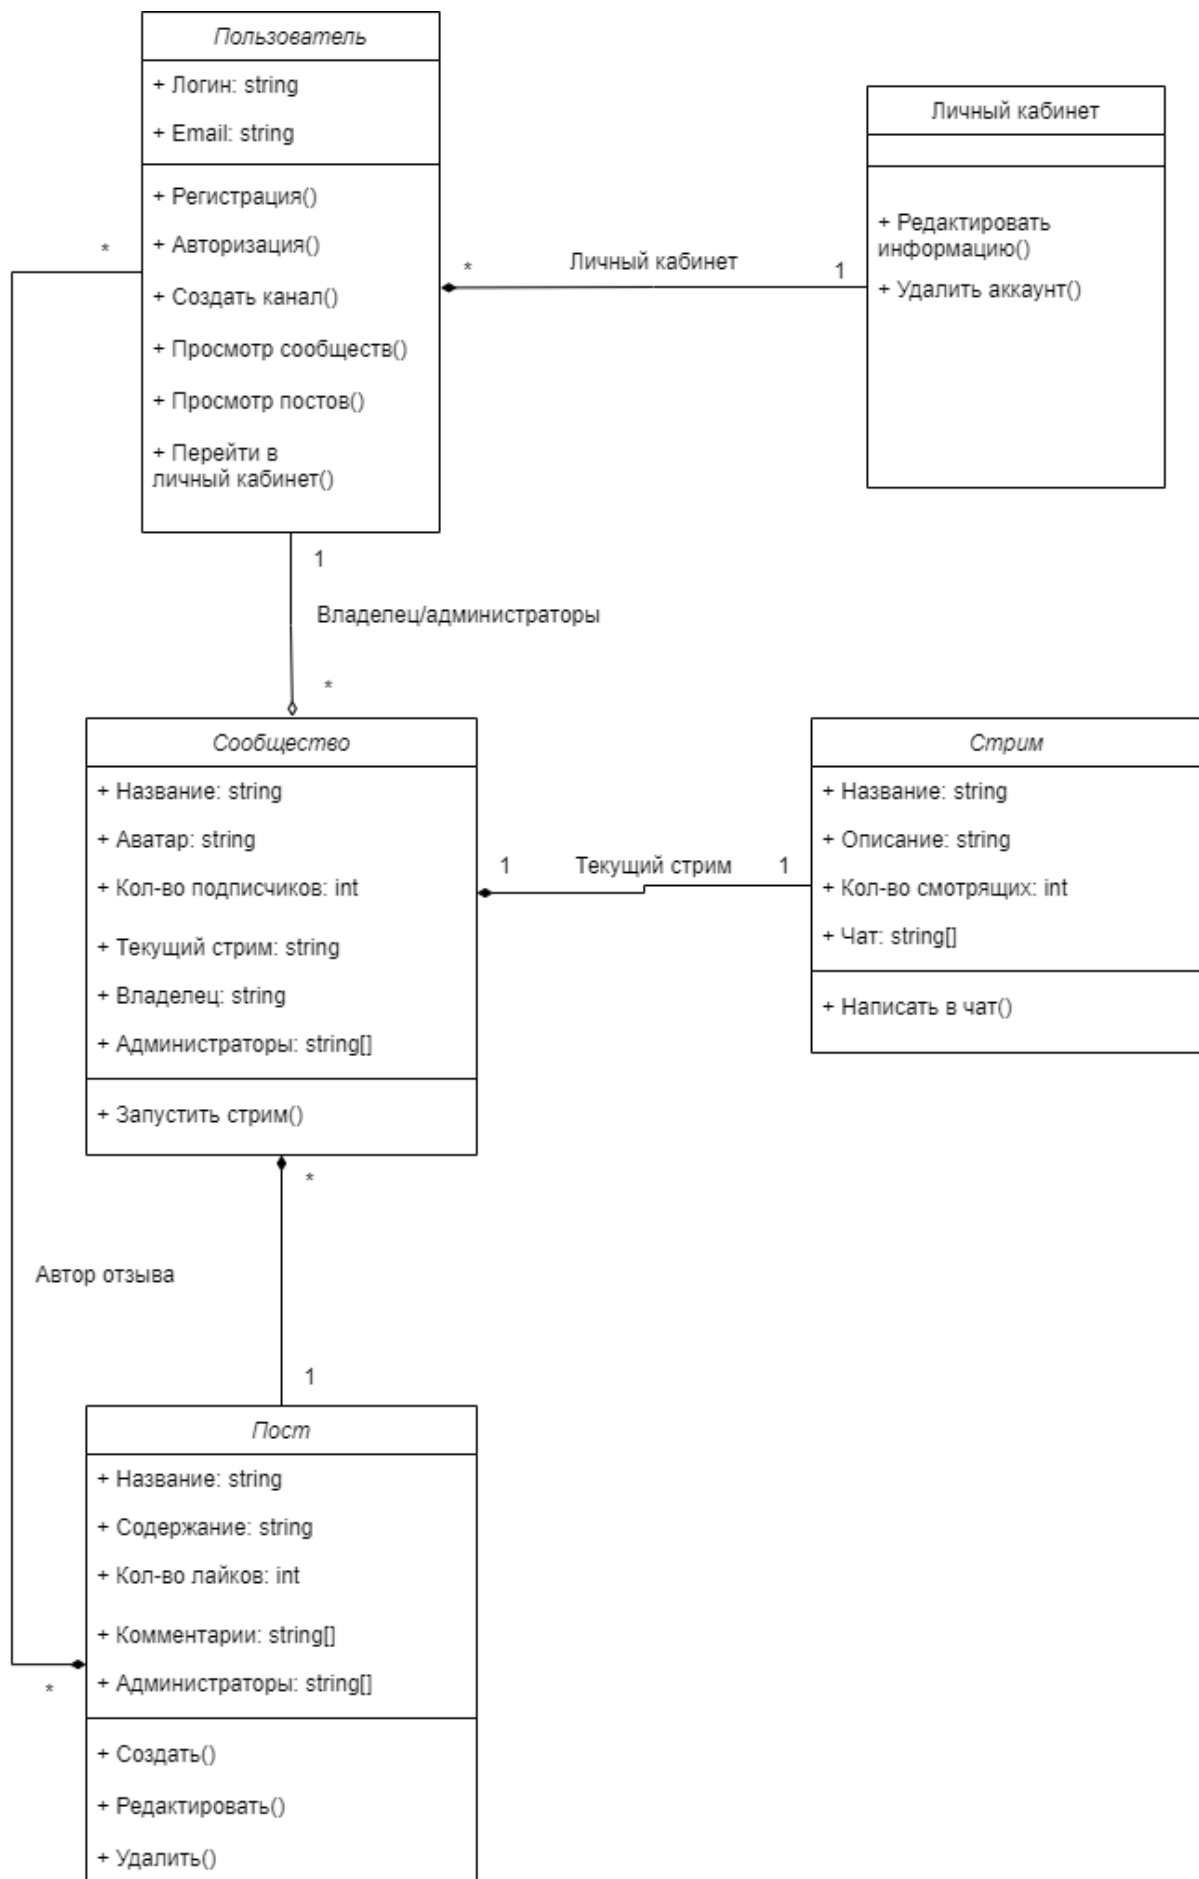 Пользователь
+ Логин: string
+ Email: string
+ Регистрация()
+ Авторизация()
+ Создать канал()
+ Просмотр сообществ()
+ Просмотр постов()
+ Перейти в
личный кабинет()
*
*
Личный кабинет
1
Личный кабинет
+ Редактировать
информацию()
+ Удалить аккаунт()
1
Владелец/администраторы
*
Сообщество
+ Название: string
+ Аватар: string
+ Кол-во подписчиков: int
+ Текущий стрим: string
+ Владелец: string
+ Администраторы: string[]
+ Запустить стрим()
1
Текущий стрим
1
Стрим
+ Название: string
+ Описание: string
+ Кол-во смотрящих: int
+ Чат: string[]
+ Написать в чат()
*
Автор отзыва
1
Пост
+ Название: string
+ Содержание: string
+ Кол-во лайков: int
+ Комментарии: string[]
+ Администраторы: string[]
*
+ Создать()
+ Редактировать()
+ Удалить()